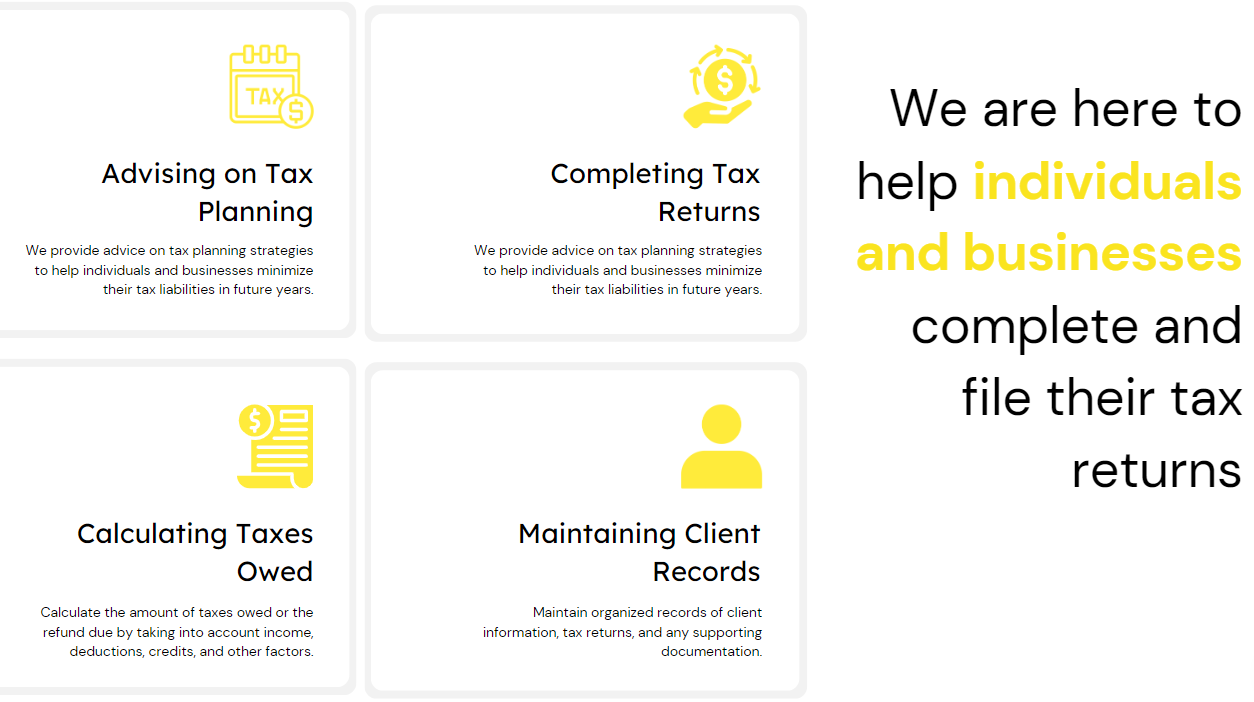 TAX
$
Advising on Tax
Planning
We provide advice on tax planning strategies
to help individuals and businesses minimize
their tax liabilities in future years.
$
Completing Tax
Returns
We provide advice on tax planning strategies
to help individuals and businesses minimize
their tax liabilities in future years.
$
Calculating Taxes
Owed
Calculate the amount of taxes owed or the
refund due by taking into account income,
deductions, credits, and other factors.
Maintaining Client
Records
Maintain organized records of client
information, tax returns, and any supporting
documentation.
We are here to
help individuals
and businesses
complete and
file their tax
returns